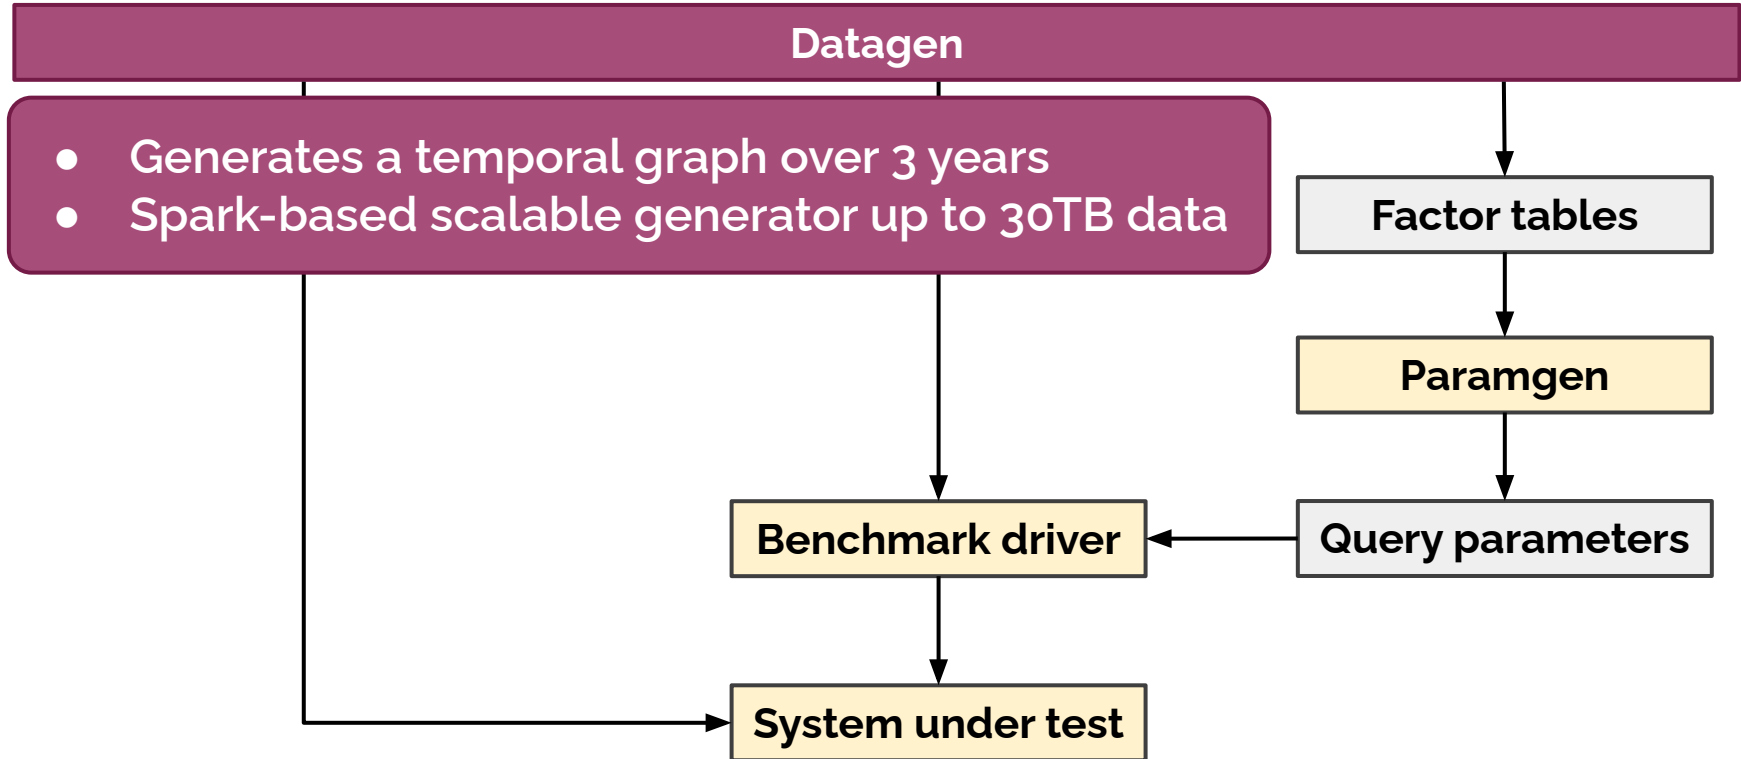 Datagen
● Generates a temporal graph over 3 years
● Spark-based scalable generator up to 30TB data
Factor tables
Paramgen
Benchmark driver
Query parameters
System under test